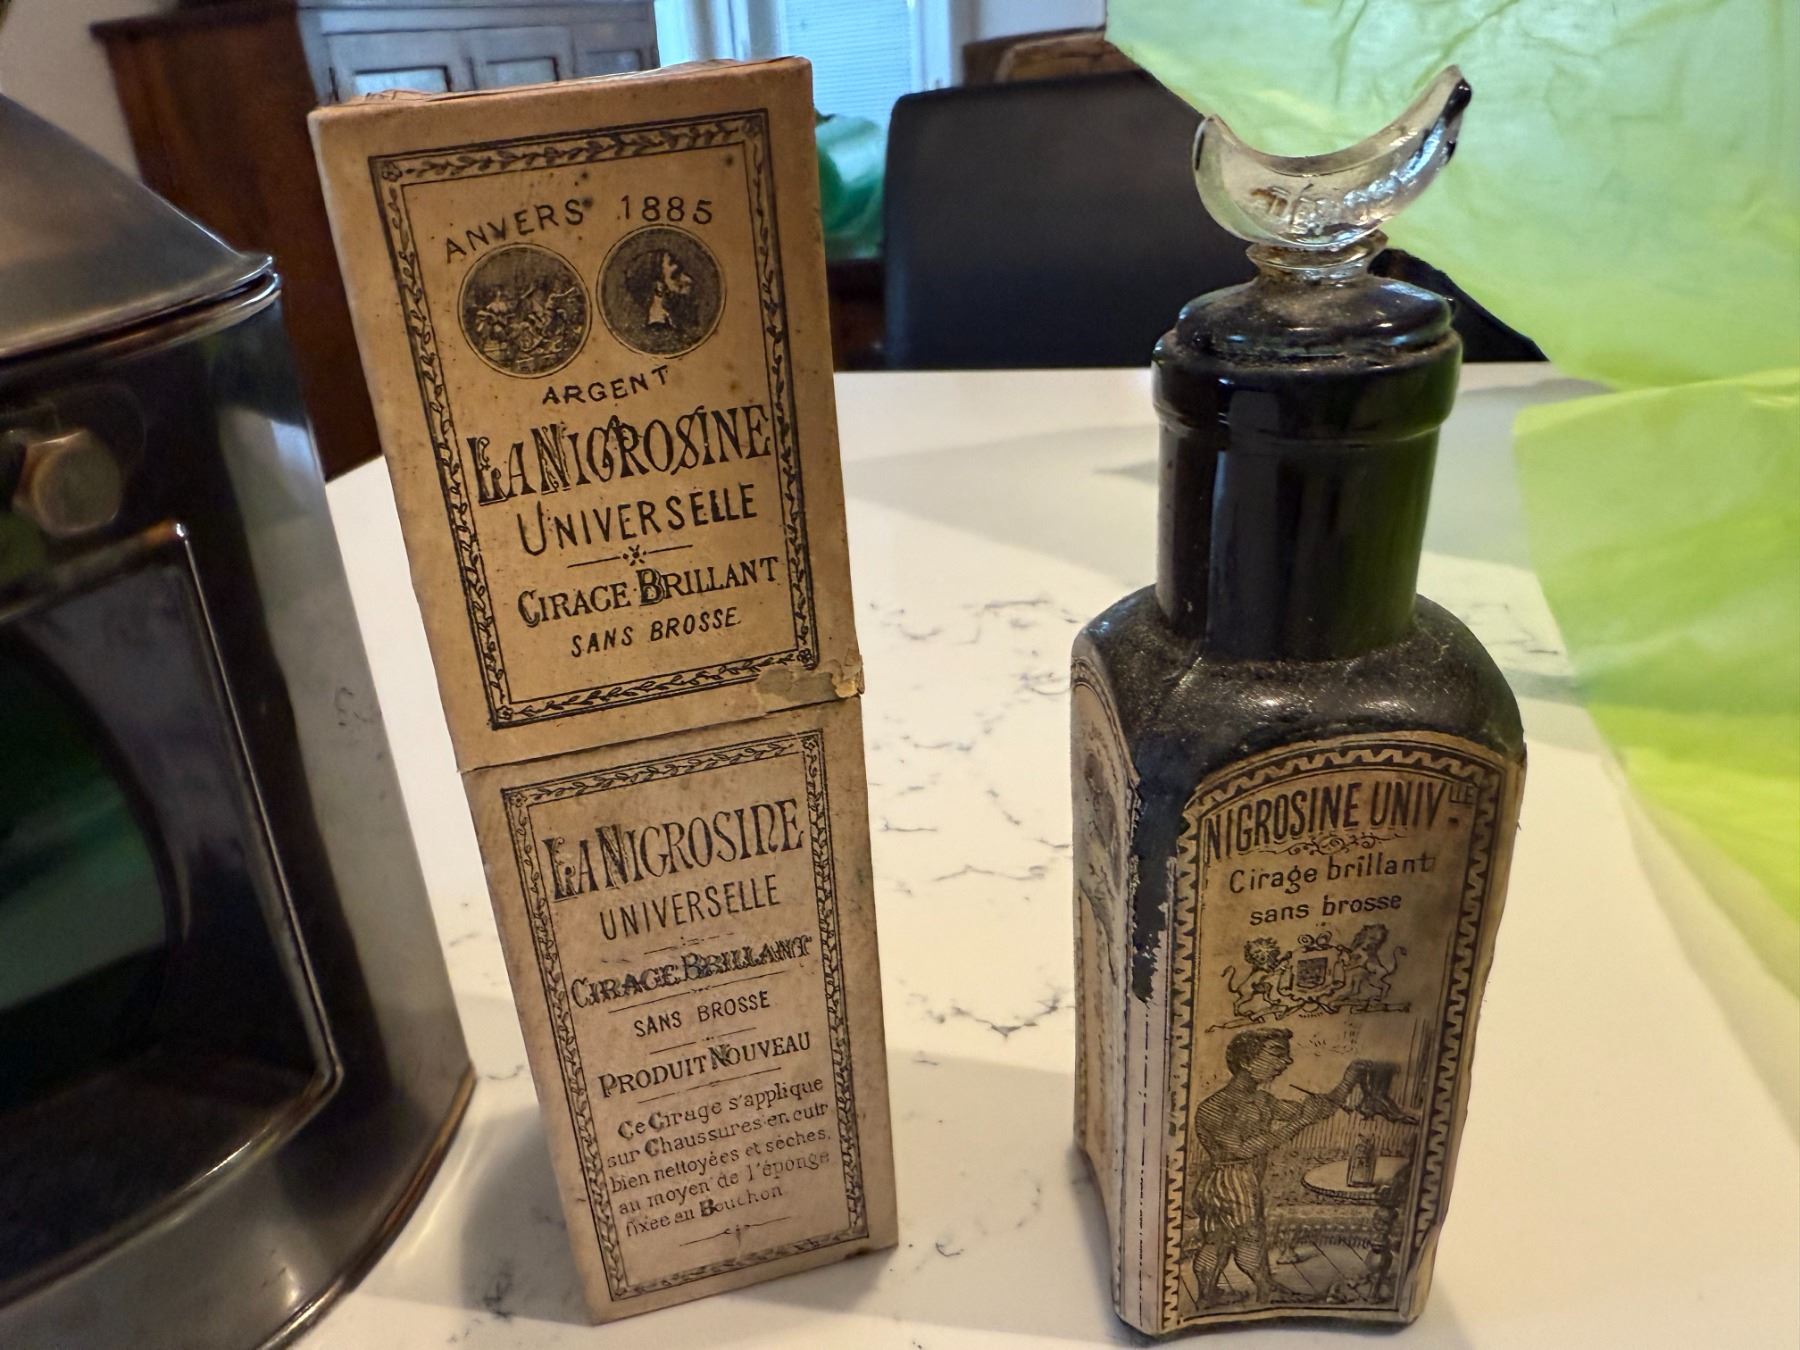 ANVERS 1885
ARGENT
LA NIGROSINE
UNIVERSELLE
CIRAGE BRILLANT
SANS BROSSE.
LA NIGROSINE
UNIVERSELLE
CIRAGE BRILLANT
SANS BROSSE
PRODUIT NOUVEAU
Ce Cirage s'applique
sur Chaussures en cuir
bien nettoyées et sèches,
au moyen de l'éponge
fixée au Bouchon
NIGROSINE UNIVLLE
Cirage brillant
sans brosse